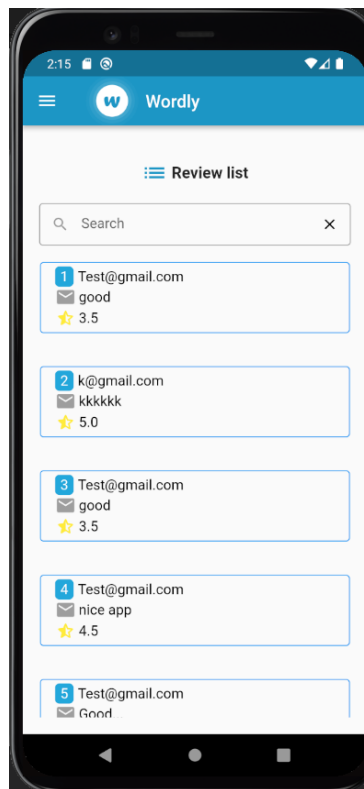 2:15
w Wordly
Review list
Search
1 Test@gmail.com
good
3.5
2 k@gmail.com
kkkkkk
5.0
3 Test@gmail.com
good
3.5
4 Test@gmail.com
nice app
4.5
5 Test@gmail.com
Good...